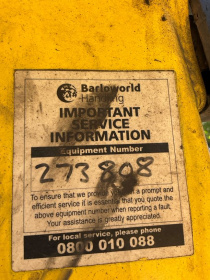 Barloworld
Handling
IMPORTANT
SERVICE
INFORMATION
Equipment Number
273808
To ensure that we provide you with a prompt and
efficient service it is essential that you quote the
above equipment number when reporting a fault.
Your assistance is greatly appreciated.
For local service, please phone
0800 010 088